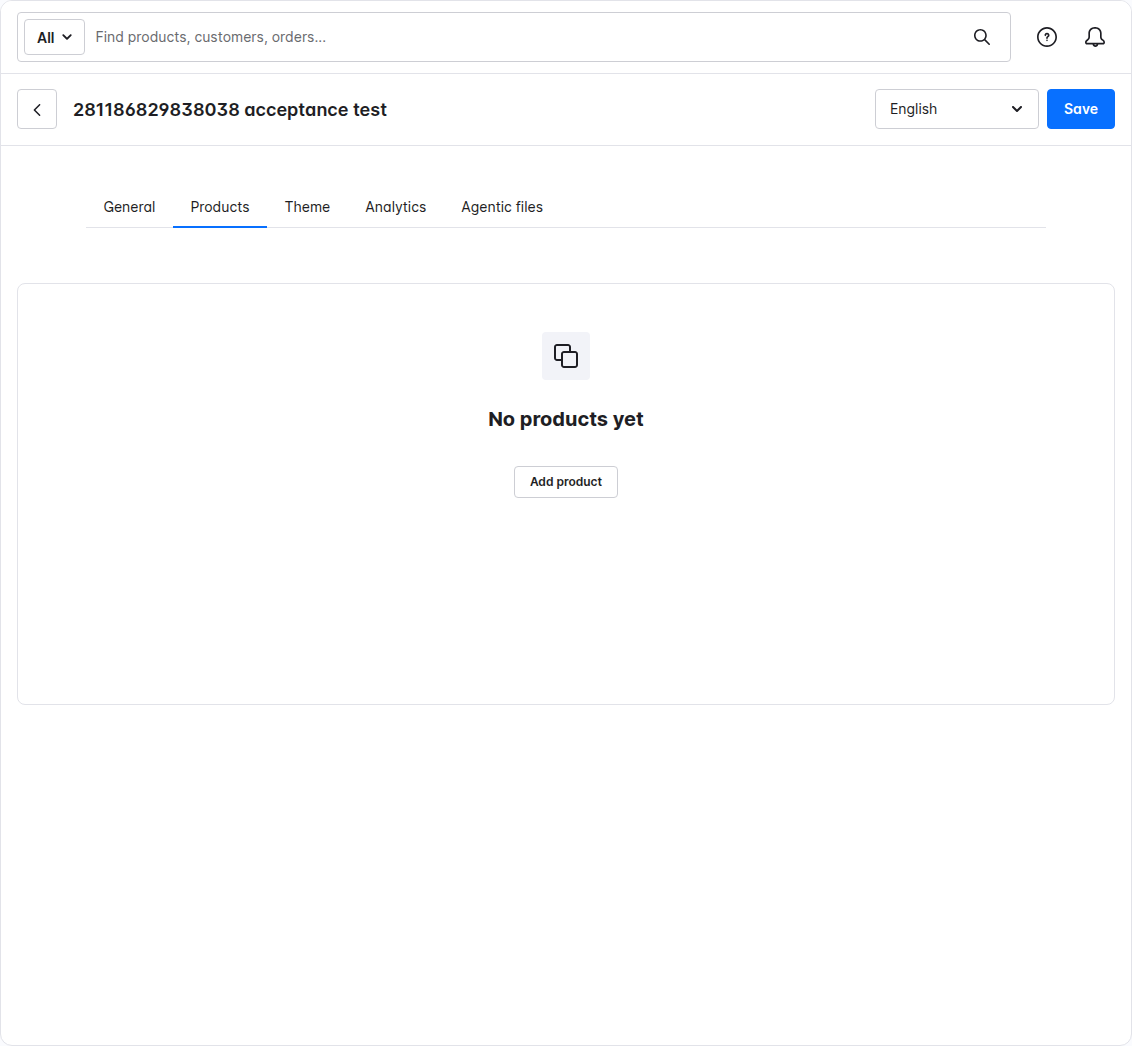 All
Find products, customers, orders...
281186829838038 acceptance test
English
Save
General
Products
Theme
Analytics
Agentic files
No products yet
Add product